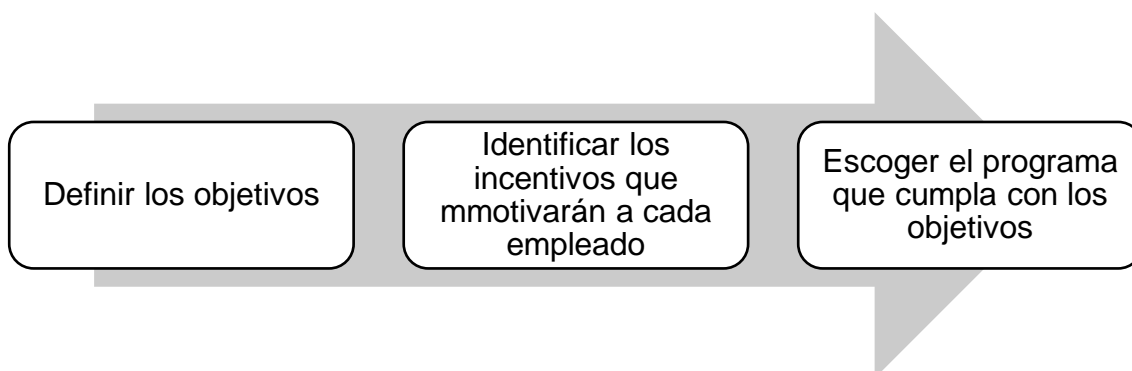 Definir los objetivos
Identificar los
incentivos que
mmotivarán a cada
empleado
Escoger el programa
que cumpla con los
objetivos